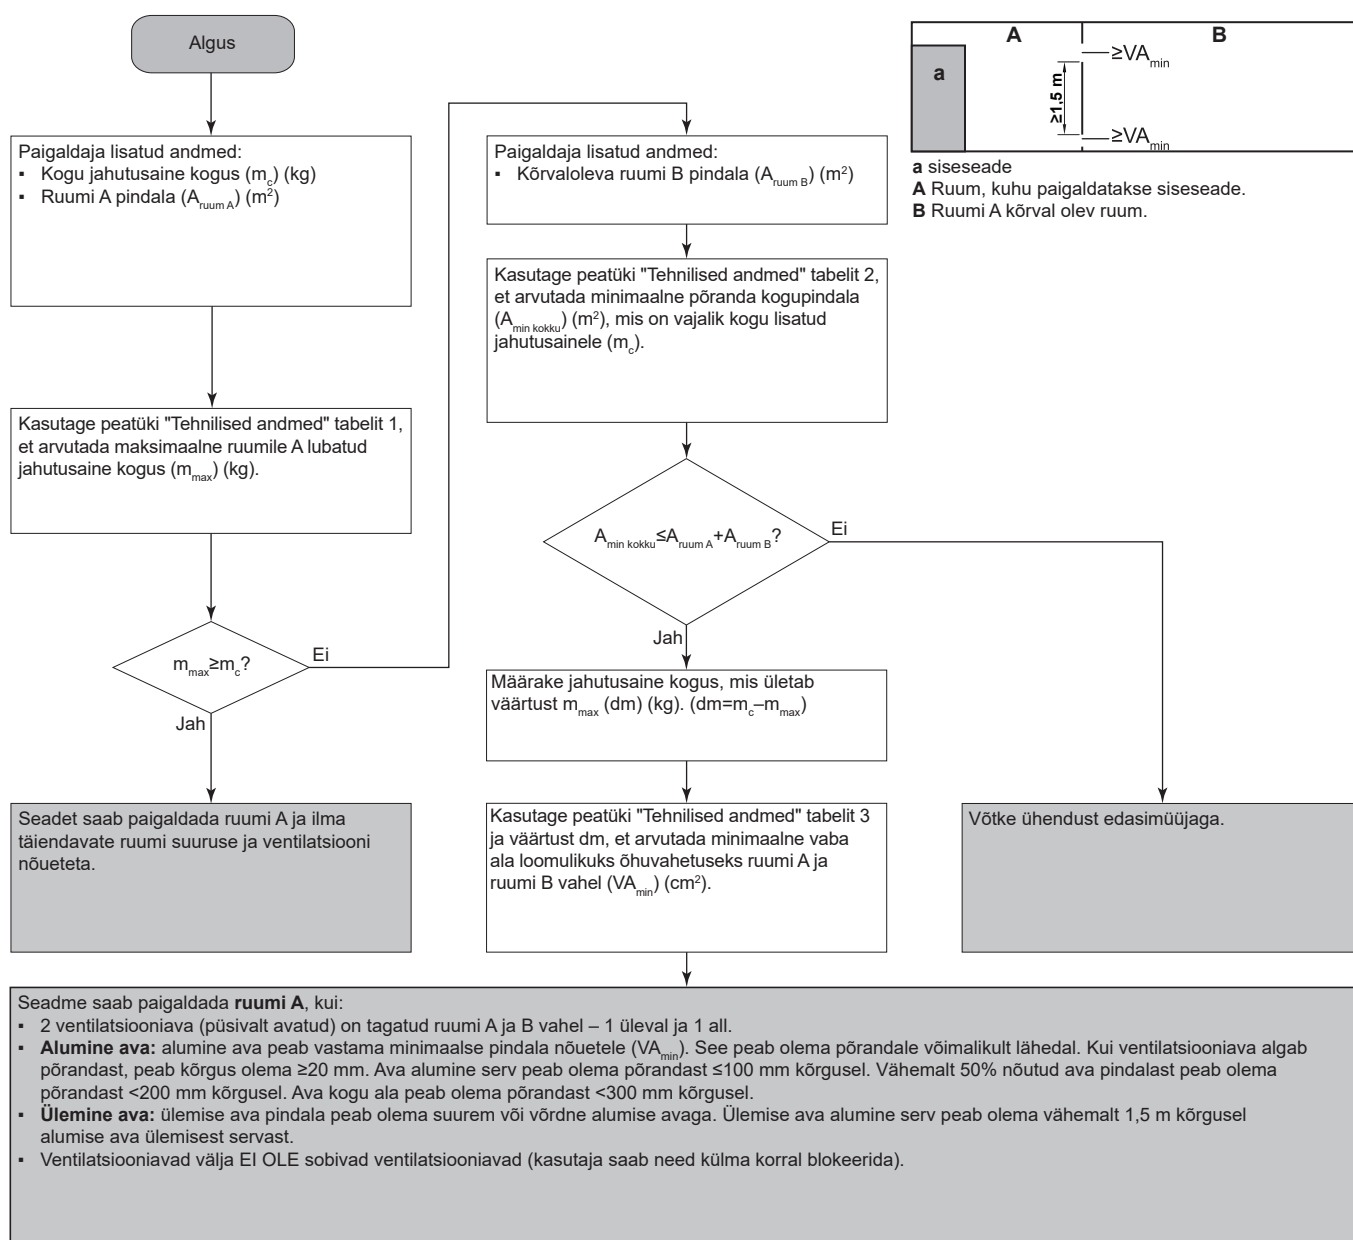 Algus
Paigaldaja lisatud andmed:
▪ Kogu jahutusaine kogus (mc) (kg)
▪ Ruumi A pindala (Aruum A) (m²)
Kasutage peatüki "Tehnilised andmed" tabelit 1,
et arvutada maksimaalne ruumile A lubatud
jahutusaine kogus (mmax) (kg).
mmax≥mc?
Ei
Jah
Seadet saab paigaldada ruumi A ja ilma
täiendavate ruumi suuruse ja ventilatsiooni
nõueteta.
Paigaldaja lisatud andmed:
▪ Kõrvaloleva ruumi B pindala (Aruum B) (m²)
Kasutage peatüki "Tehnilised andmed" tabelit 2,
et arvutada minimaalne põranda kogupindala
(Amin kokku) (m²), mis on vajalik kogu lisatud
jahutusainele (mc).
Amin kokku≤Aruum A+Aruum B?
Ei
Jah
Määrake jahutusaine kogus, mis ületab
väärtust mmax (dm) (kg). (dm=mc–mmax)
Kasutage peatüki "Tehnilised andmed" tabelit 3
ja väärtust dm, et arvutada minimaalne vaba
ala loomulikuks õhuvahetuseks ruumi A ja
ruumi B vahel (VAmin) (cm²).
Võtke ühendust edasimüüjaga.
A
B
a
≥1,5 m
≥VAmin
≥VAmin
a siseseade
A Ruum, kuhu paigaldatakse siseseade.
B Ruumi A kõrval olev ruum.
Seadme saab paigaldada ruumi A, kui:
▪ 2 ventilatsiooniava (püsivalt avatud) on tagatud ruumi A ja B vahel – 1 üleval ja 1 all.
▪ Alumine ava: alumine ava peab vastama minimaalse pindala nõuetele (VAmin). See peab olema põrandale võimalikult lähedal. Kui ventilatsiooniava algab
põrandast, peab kõrgus olema ≥20 mm. Ava alumine serv peab olema põrandast ≤100 mm kõrgusel. Vähemalt 50% nõutud ava pindalast peab olema
põrandast <200 mm kõrgusel. Ava kogu ala peab olema põrandast <300 mm kõrgusel.
▪ Ülemine ava: ülemise ava pindala peab olema suurem või võrdne alumise avaga. Ülemise ava alumine serv peab olema vähemalt 1,5 m kõrgusel
alumise ava ülemisest servast.
▪ Ventilatsiooniavad välja EI OLE sobivad ventilatsiooniavad (kasutaja saab need külma korral blokeerida).